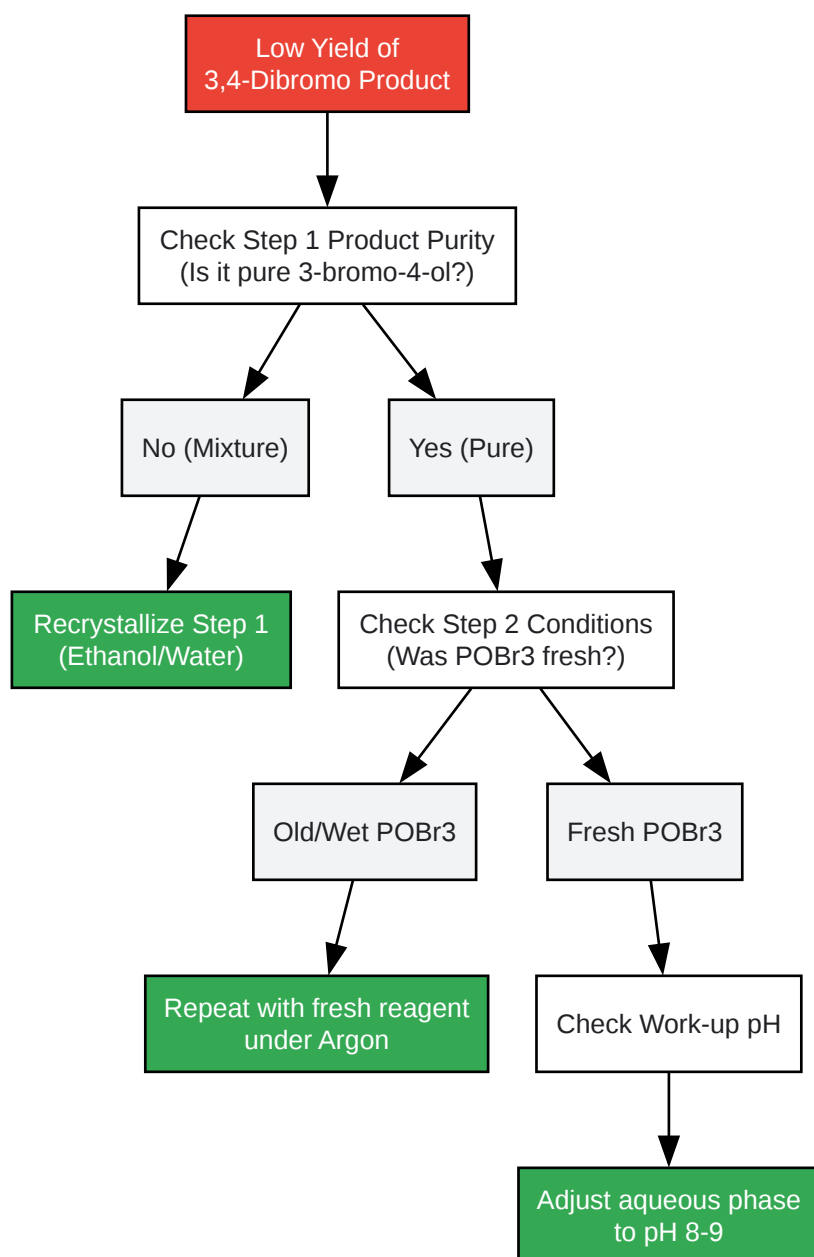 Low Yield of
3,4-Dibromo Product
Check Step 1 Product Purity
(Is it pure 3-bromo-4-ol?)
No (Mixture)
Yes (Pure)
Recrystallize Step 1
(Ethanol/Water)
Check Step 2 Conditions
(Was POBr3 fresh?)
Old/Wet POBr3
Fresh POBr3
Repeat with fresh reagent
under Argon
Check Work-up pH
Adjust aqueous phase
to pH 8-9